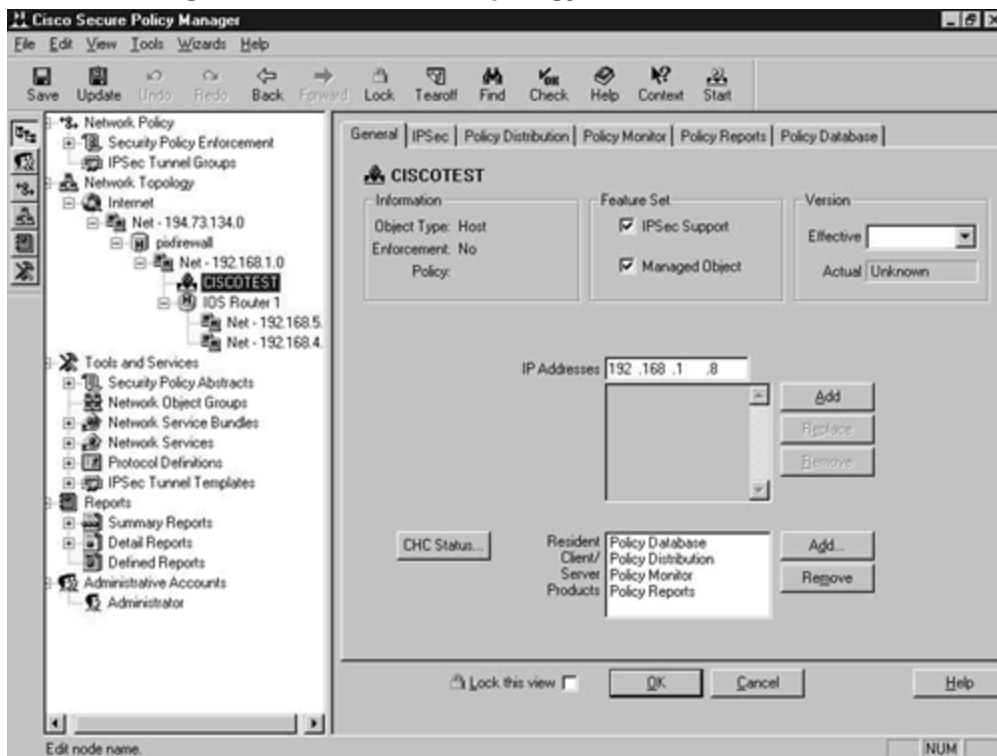 Cisco Secure Policy Manager
File Edit View Tools Wizards Help
Save Update Undo Redo Back Forward Lock Tearoff Find Check Help Context Start
Network Policy
Security Policy Enforcement
IPSec Tunnel Groups
Network Topology
Internet
Net - 194.73.134.0
pixfirewall
Net - 192.168.1.0
CISCOTEST
IOS Router 1
Net - 192.168.5.
Net - 192.168.4.
Tools and Services
Security Policy Abstracts
Network Object Groups
Network Service Bundles
Network Services
Protocol Definitions
IPSec Tunnel Templates
Reports
Summary Reports
Detail Reports
Defined Reports
Administrative Accounts
Administrator
General IPSec Policy Distribution Policy Monitor Policy Reports Policy Database
CISCOTEST
Information
Object Type: Host
Enforcement: No
Policy:
Feature Set
IPSec Support
Managed Object
Version
Effective
Actual Unknown
IP Addresses 192 .168 .1 .8
Add
Replace
Remove
CHC Status...
Resident Client/ Server Products
Policy Database
Policy Distribution
Policy Monitor
Policy Reports
Add...
Remove
Lock this view
OK Cancel Help
Edit node name.
NUM